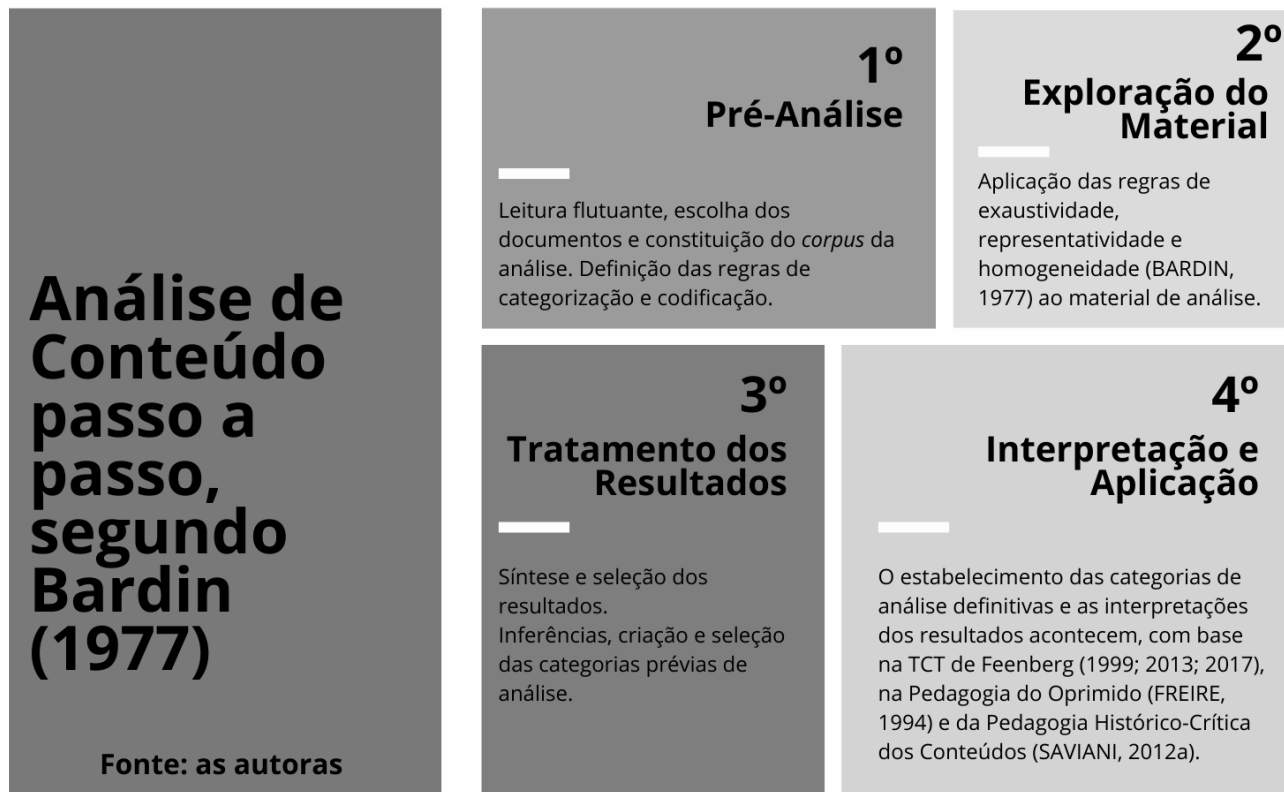 Análise de
Conteúdo
passo a
passo,
segundo
Bardin
(1977)
Fonte: as autoras
1º
Pré-Análise
Leitura flutuante, escolha dos
documentos e constituição do corpus da
análise. Definição das regras de
categorização e codificação.
2º
Exploração do
Material
Aplicação das regras de
exaustividade,
representatividade e
homogeneidade (BARDIN,
1977) ao material de análise.
3º
Tratamento dos
Resultados
Síntese e seleção dos
resultados.
Inferências, criação e seleção
das categorias prévias de
análise.
4º
Interpretação e
Aplicação
O estabelecimento das categorias de
análise definitivas e as interpretações
dos resultados acontecem, com base
na TCT de Feenberg (1999; 2013; 2017),
na Pedagogia do Oprimido (FREIRE,
1994) e da Pedagogia Histórico-Crítica
dos Conteúdos (SAVIANI, 2012a).